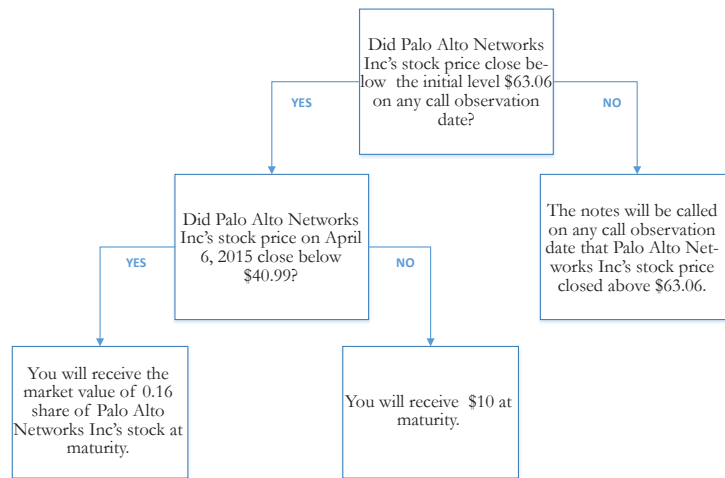 Did Palo Alto Networks
Inc's stock price close be-
low the initial level $63.06
on any call observation
date?
YES
NO
Did Palo Alto Networks
Inc's stock price on April
6, 2015 close below
$40.99?
The notes will be called
on any call observation
date that Palo Alto Net-
works Inc's stock price
closed above $63.06.
YES
NO
You will receive the
market value of 0.16
share of Palo Alto
Networks Inc's stock at
maturity.
You will receive $10 at
maturity.